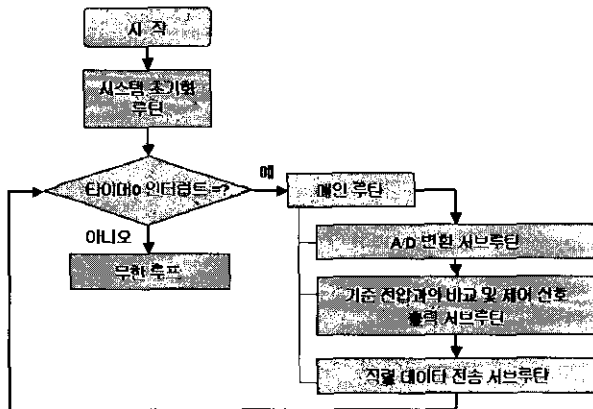 시 작
시스템 초기화
루틴
타이머0 인터럽트 =?
예
메인 루틴
아니오
무한 루프
A/D 변환 서브루틴
기준 전압과의 비교 및 제어 신호
출력 서브루틴
직렬 데이타 전송 서브루틴